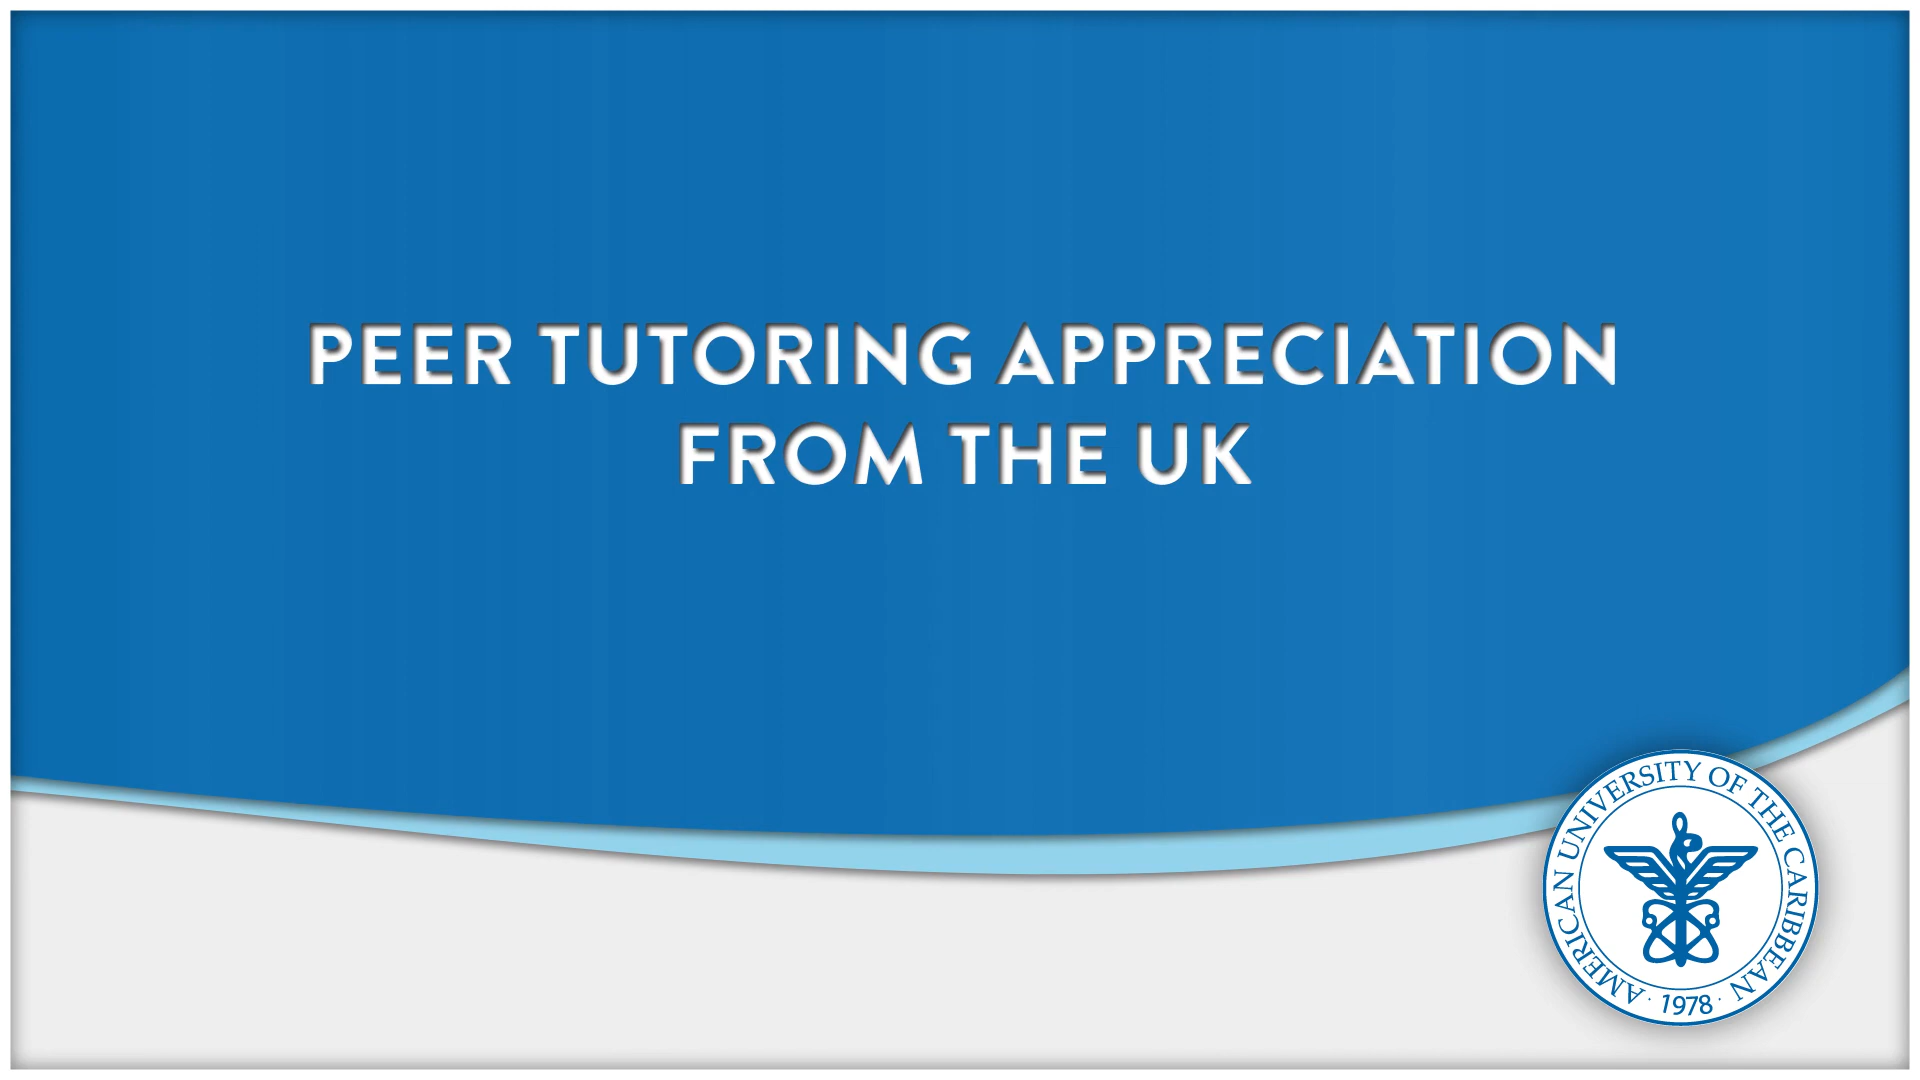 PEER TUTORING APPRECIATION
FROM THE UK
AMERICAN UNIVERSITY OF THE CARIBBEAN
· 1978 ·